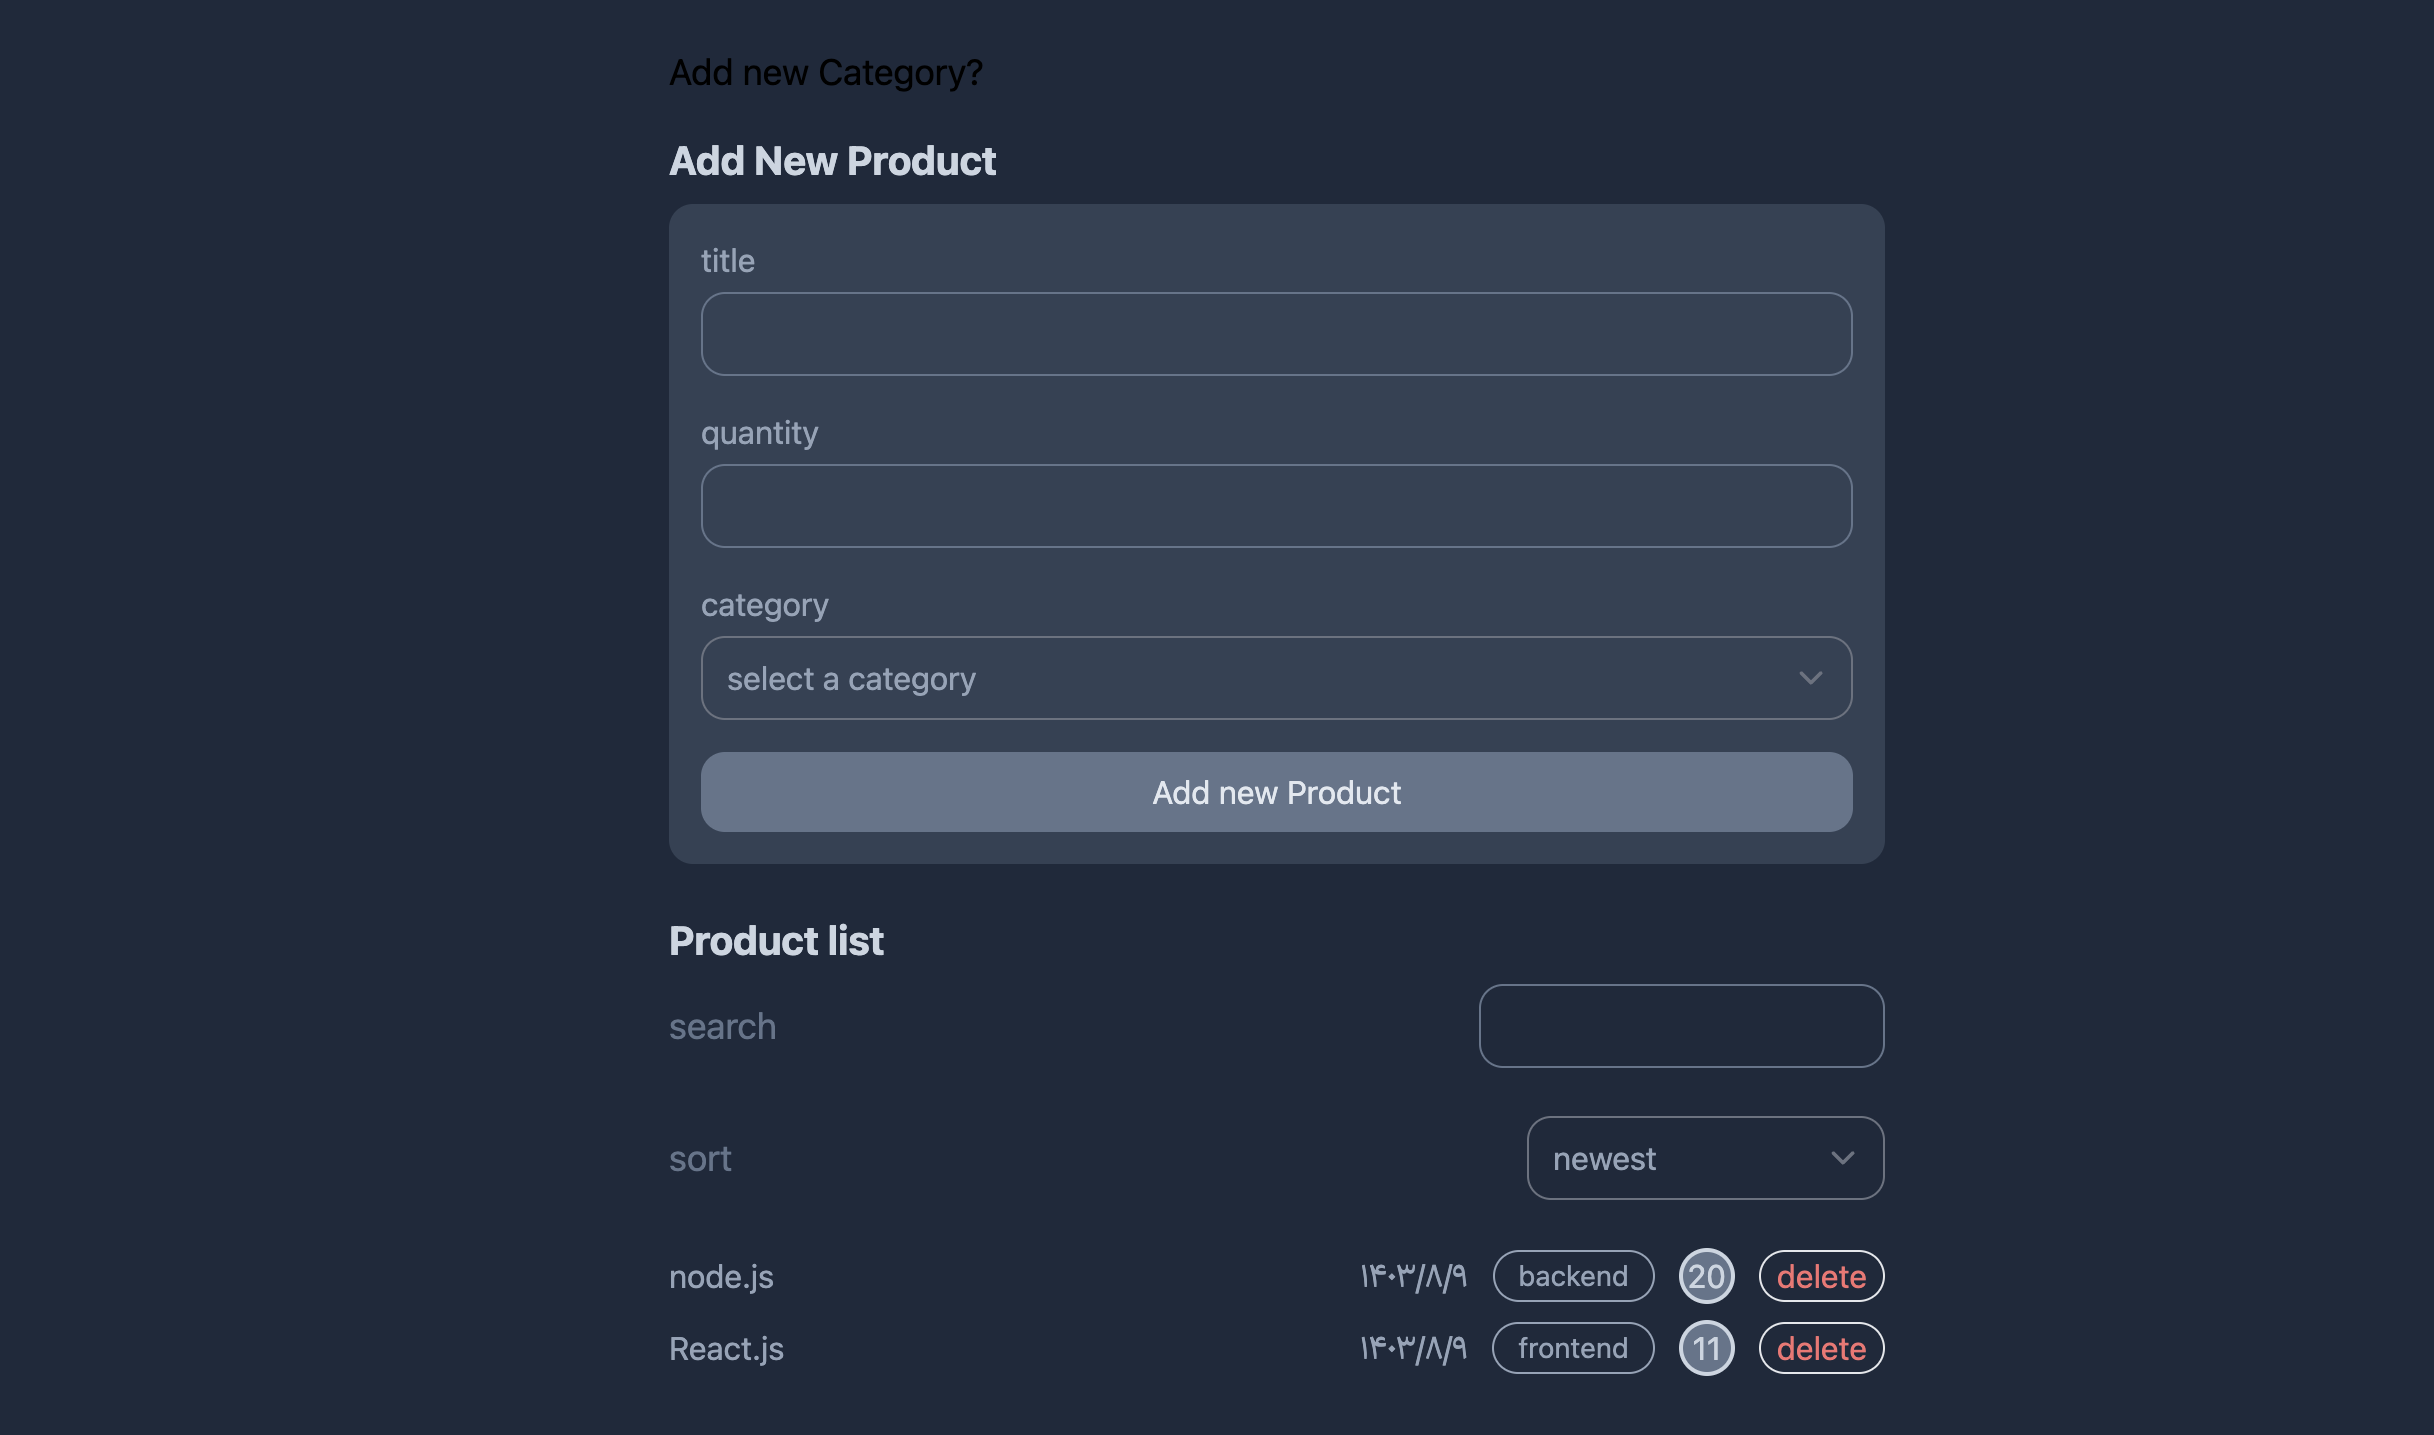 Add new Category?
Add New Product
title
quantity
category
select a category
Add new Product
Product list
search
sort
newest
node.js ۱۴۰۳/۸/۹ backend 20 delete
React.js ۱۴۰۳/۸/۹ frontend 11 delete